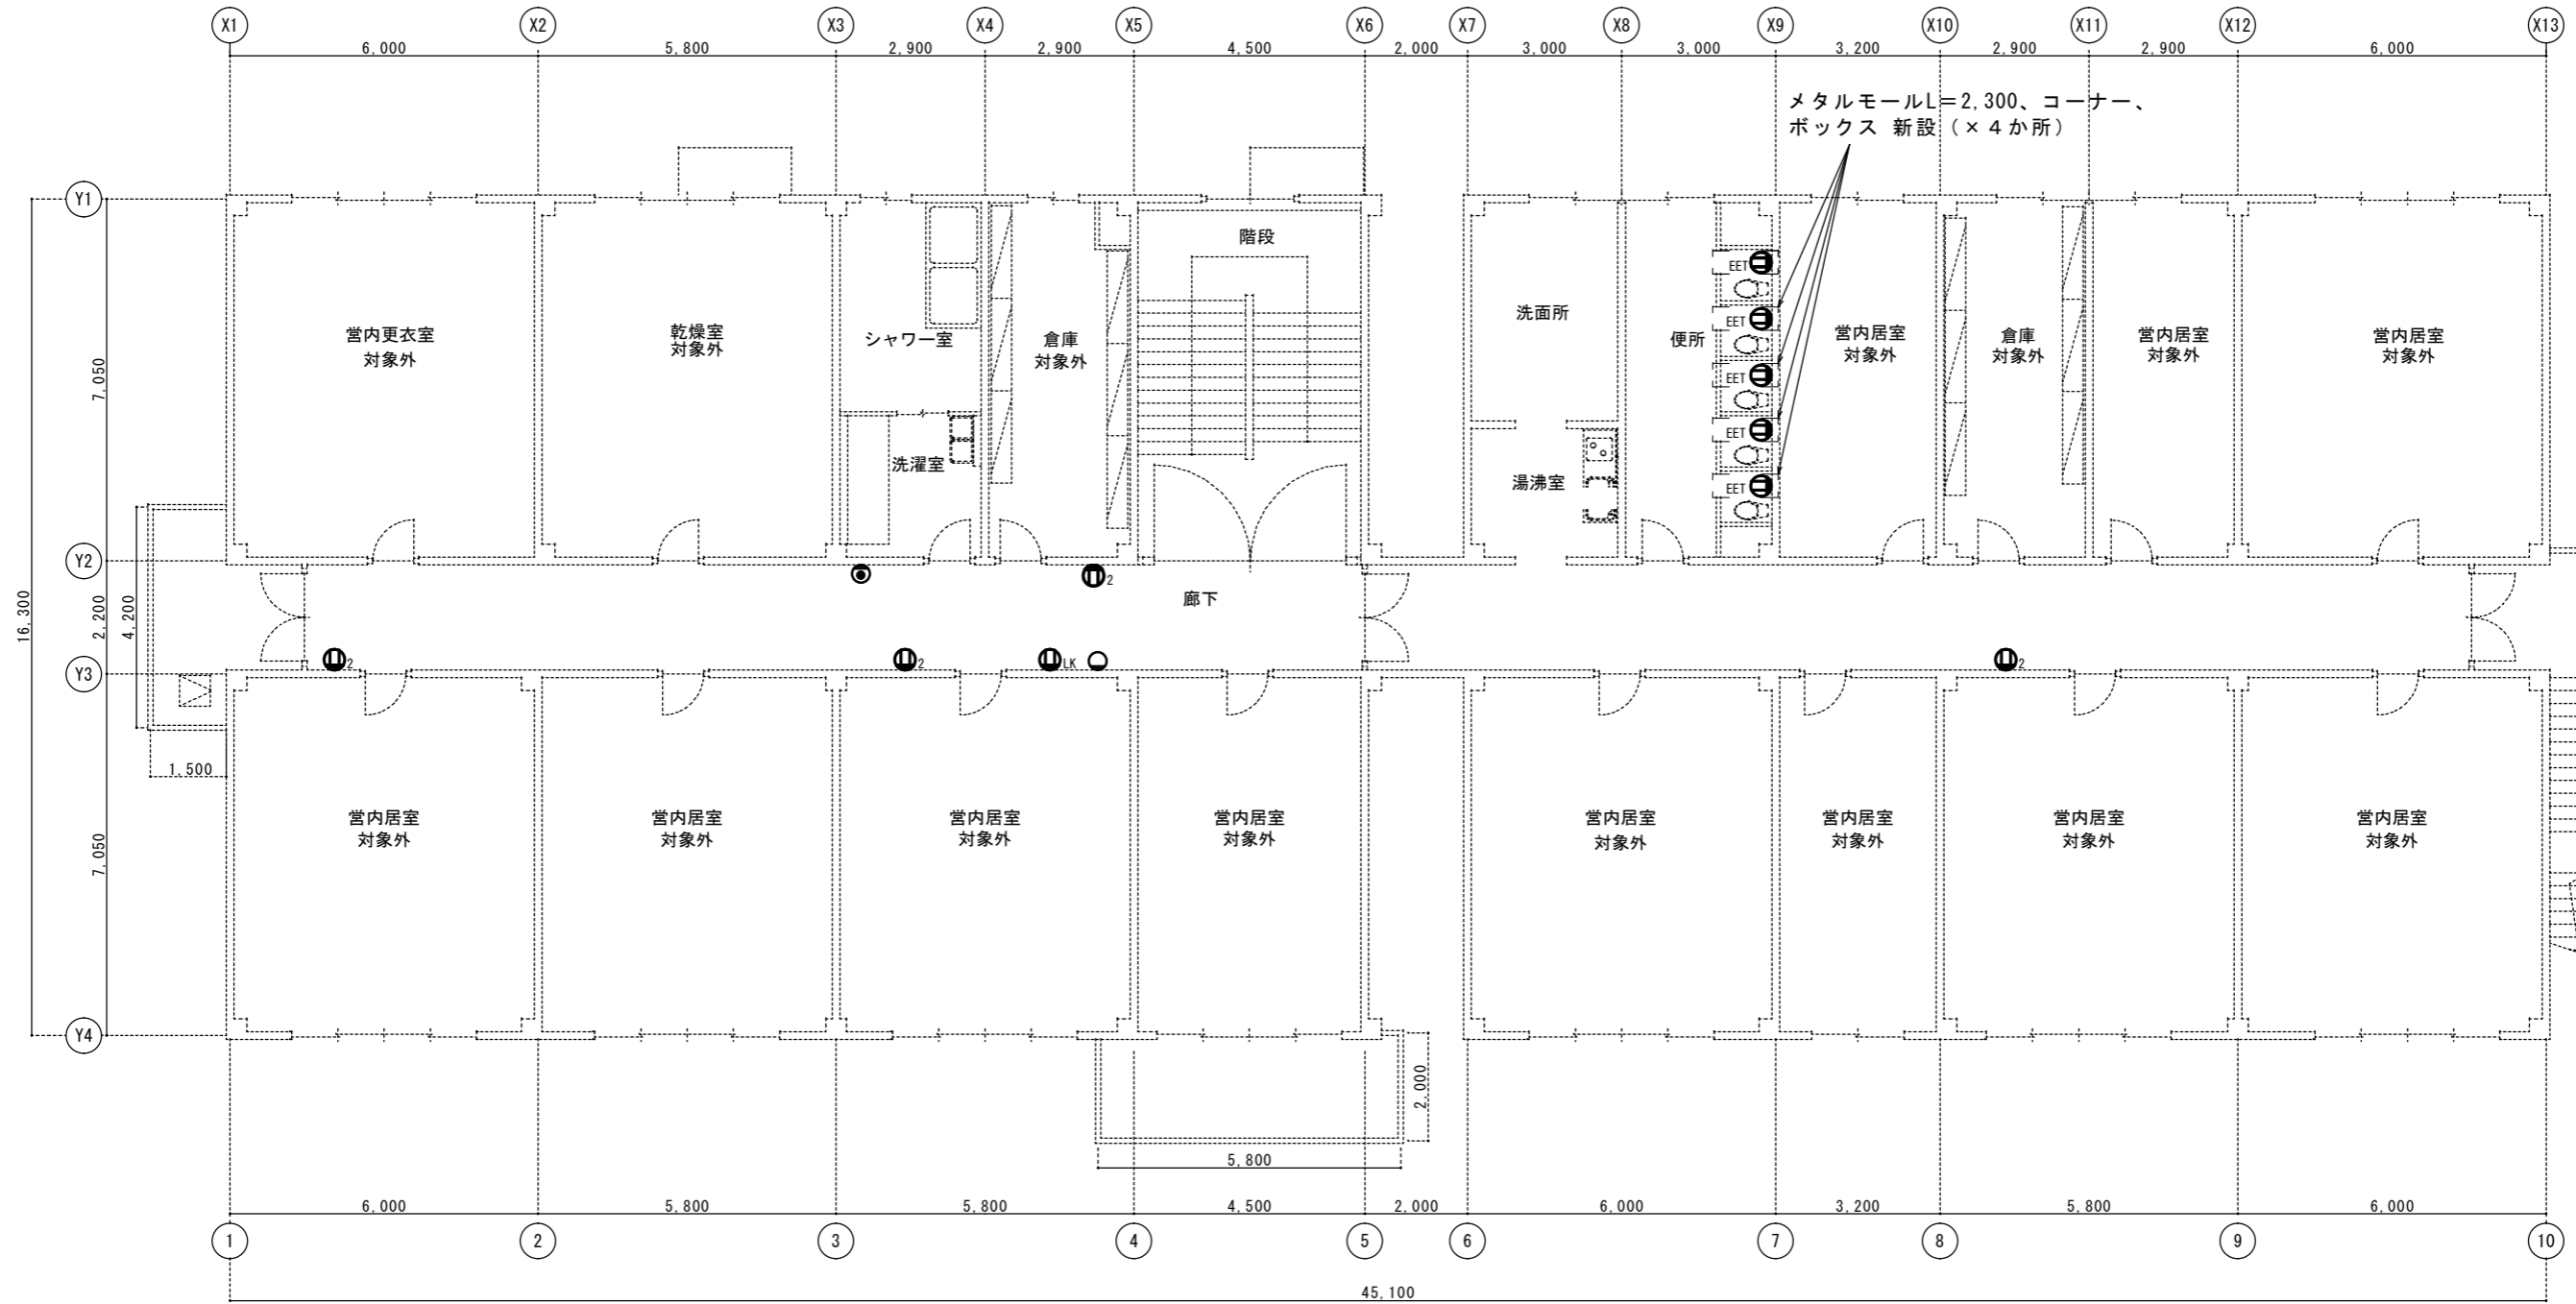 X1 X2 X3 X4 X5 X6 X7 X8 X9 X10 X11 X12 X13
6,000 5,800 2,900 2,900 4,500 2,000 3,000 3,000 3,200 2,900 2,900 6,000
メタルモールL=2,300、コーナー、
ボックス 新設（×４か所）
Y1
Y2
Y3
Y4
16,300
7,050
2,200
4,200
7,050
1,500
営内更衣室
対象外
乾燥室
対象外
シャワー室
洗濯室
倉庫
対象外
階段
洗面所
湯沸室
便所
EET
EET
EET
EET
EET
営内居室
対象外
倉庫
対象外
営内居室
対象外
営内居室
対象外
2
廊下
2
2
LK
2
営内居室
対象外
営内居室
対象外
営内居室
対象外
営内居室
対象外
営内居室
対象外
営内居室
対象外
営内居室
対象外
営内居室
対象外
2,000
5,800
6,000 5,800 5,800 4,500 2,000 6,000 3,200 5,800 6,000
1 2 3 4 5 6 7 8 9 10
45,100